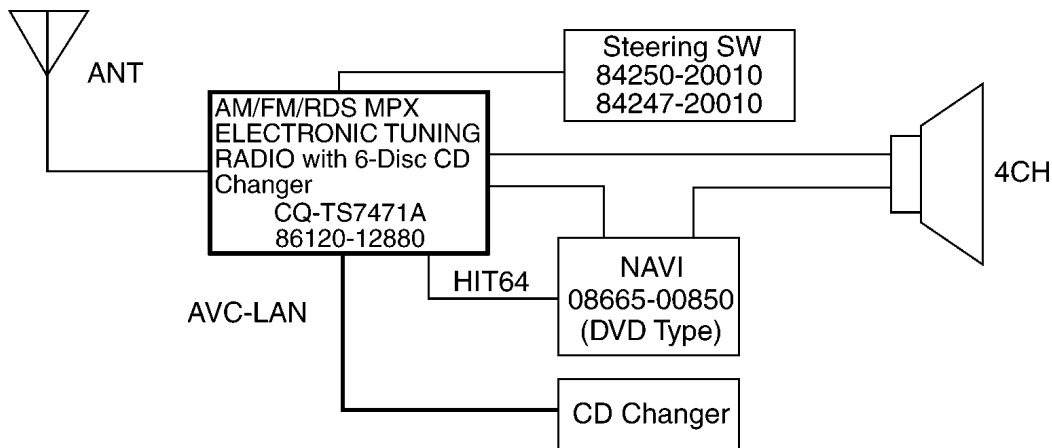 ANT
Steering SW
84250-20010
84247-20010
AM/FM/RDS MPX
ELECTRONIC TUNING
RADIO with 6-Disc CD
Changer
CQ-TS7471A
86120-12880
4CH
HIT64
NAVI
08665-00850
(DVD Type)
AVC-LAN
CD Changer